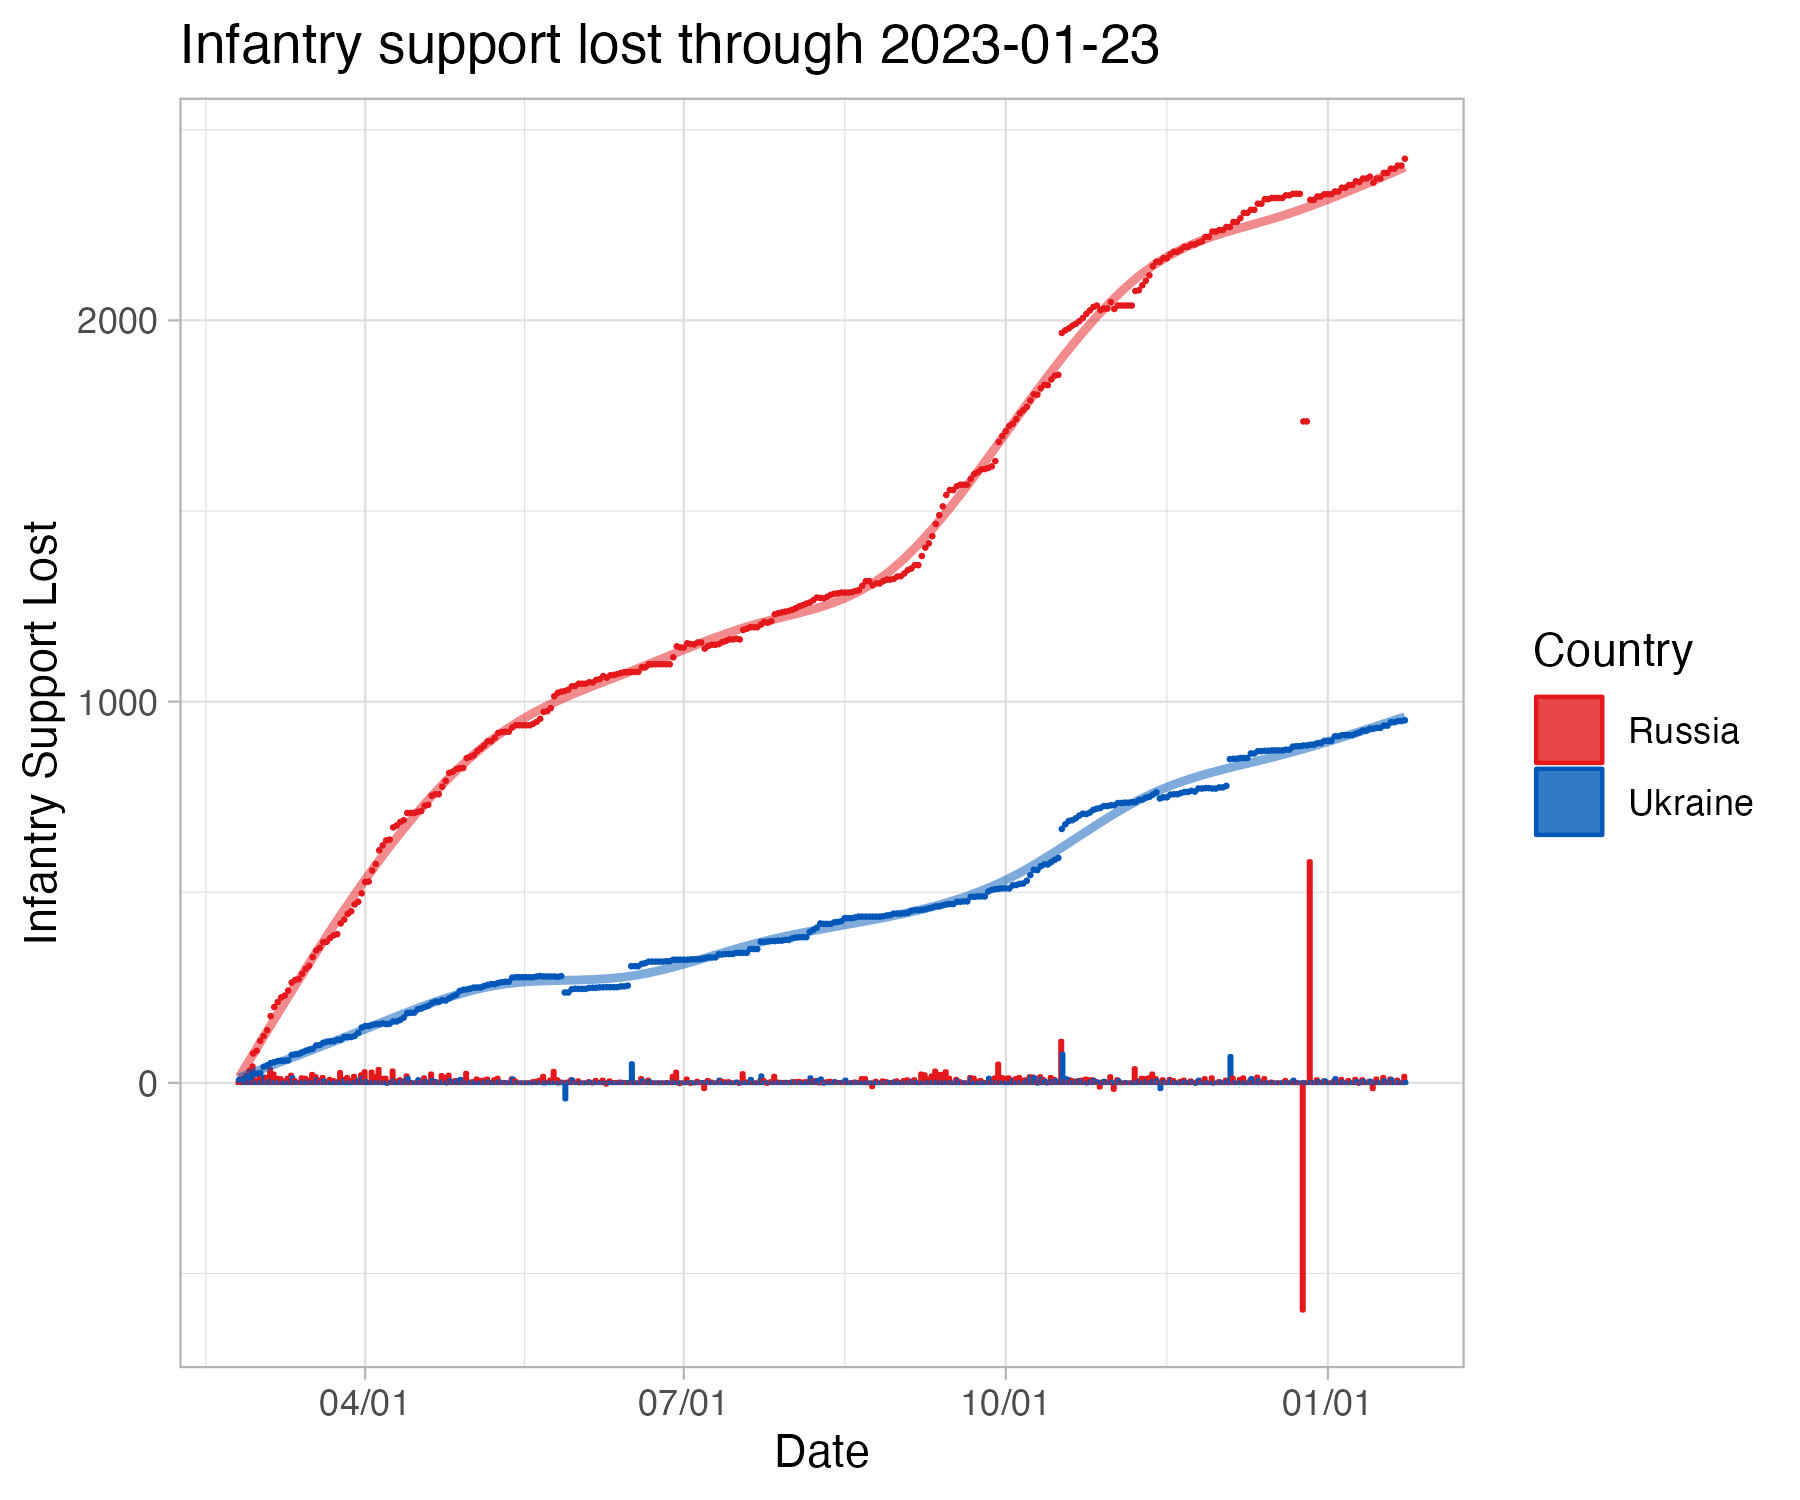 Infantry support lost through 2023-01-23
Infantry Support Lost
2000
1000
0
04/01
07/01
10/01
01/01
Date
Country
Russia
Ukraine